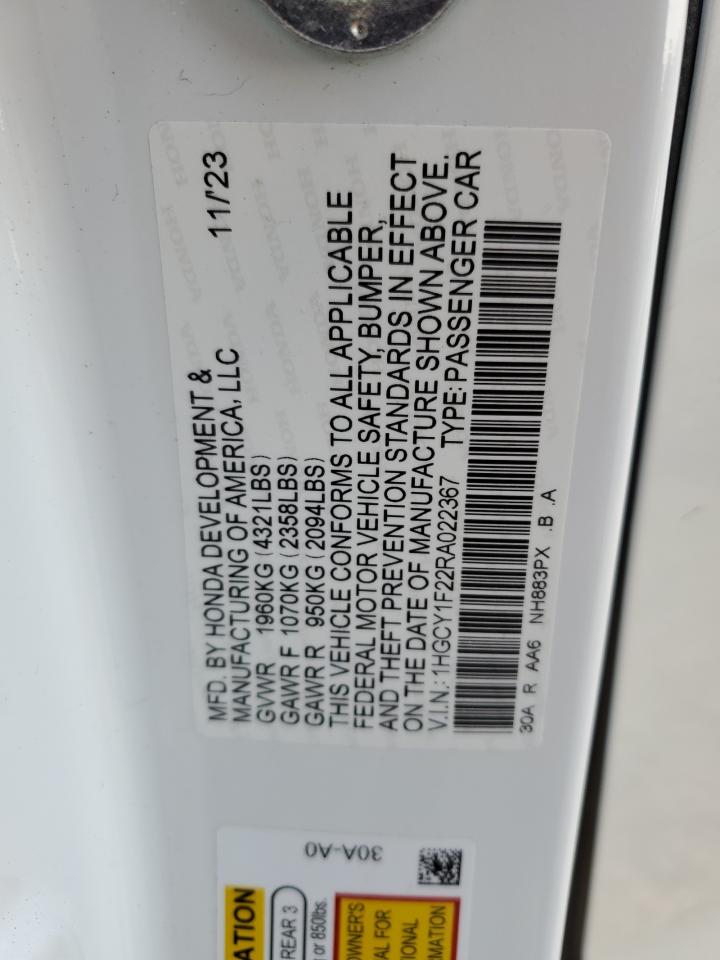 MFD. BY HONDA DEVELOPMENT &
MANUFACTURING OF AMERICA, LLC 11/'23
GVWR 1960KG (4321LBS)
GAWR F 1070KG (2358LBS)
GAWR R 950KG (2094LBS)
THIS VEHICLE CONFORMS TO ALL APPLICABLE
FEDERAL MOTOR VEHICLE SAFETY, BUMPER,
AND THEFT PREVENTION STANDARDS IN EFFECT
ON THE DATE OF MANUFACTURE SHOWN ABOVE.
V.I.N.: 1HGCY1F22RA022367 TYPE: PASSENGER CAR
30A R AA6 NH883PX .B .A
30A-A0
ATION
REAR 3
or 850lbs.
OWNER'S
AL FOR
IONAL
RMATION